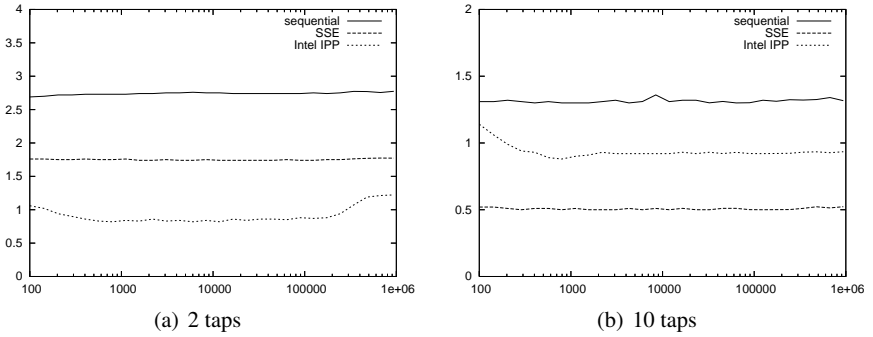 4
3.5
3
2.5
2
1.5
1
0.5
0
100 1000 10000 100000 1e+06
sequential
SSE
Intel IPP
(a) 2 taps
2
1.5
1
0.5
0
100 1000 10000 100000 1e+06
sequential
SSE
Intel IPP
(b) 10 taps